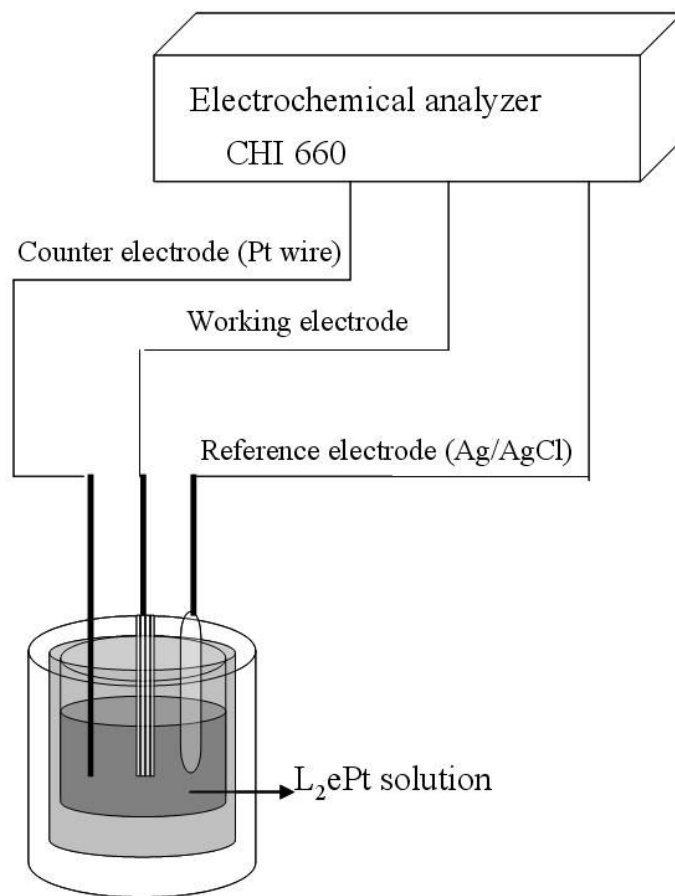 Electrochemical analyzer
CHI 660
Counter electrode (Pt wire)
Working electrode
Reference electrode (Ag/AgCl)
L₂ePt solution